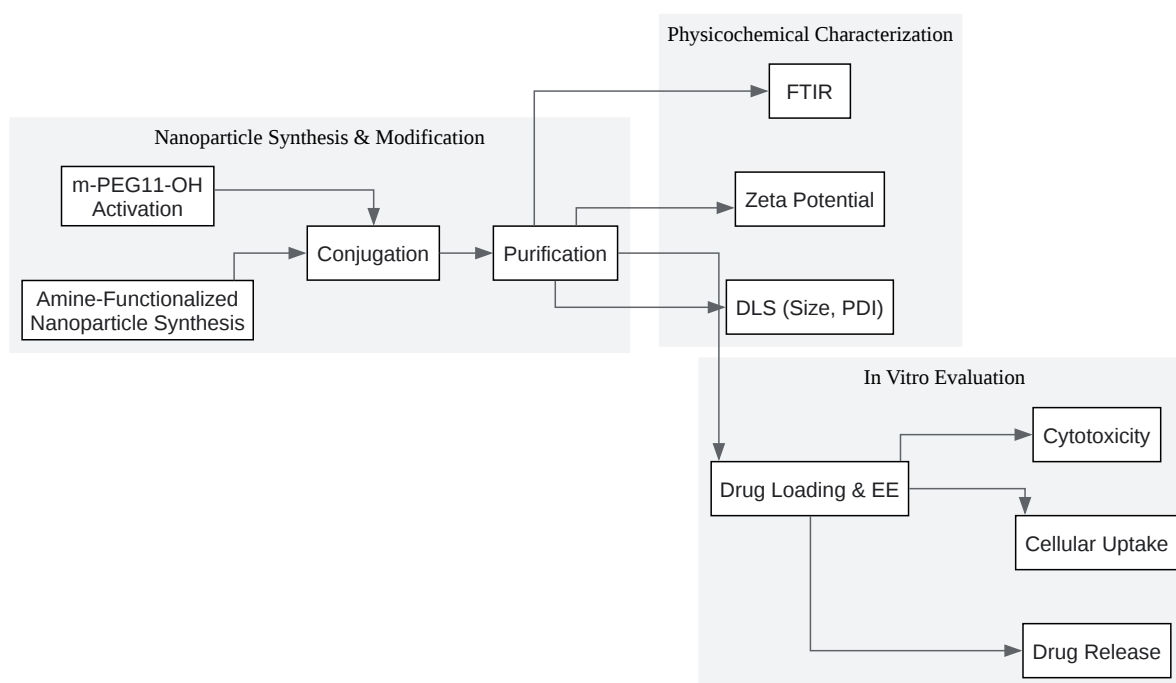 Physicochemical Characterization
FTIR
Nanoparticle Synthesis & Modification
m-PEG11-OH
Activation
Zeta Potential
Conjugation
Purification
Amine-Functionalized
Nanoparticle Synthesis
DLS (Size, PDI)
In Vitro Evaluation
Cytotoxicity
Drug Loading & EE
Cellular Uptake
Drug Release